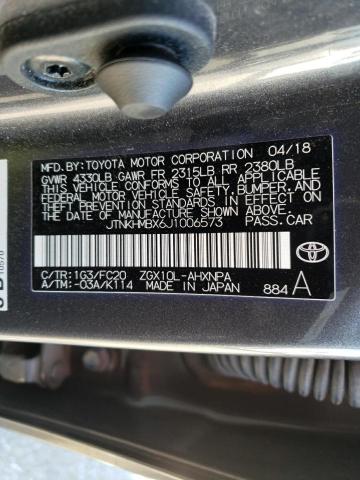 MFD.BY:TOYOTA MOTOR CORPORATION 04/18
GVWR 4330LB GAWR FR 2315LB RR 2380LB
THIS VEHICLE CONFORMS TO ALL APPLICABLE
FEDERAL MOTOR VEHICLE SAFETY,BUMPER,AND
THEFT PREVENTION STANDARDS IN EFFECT ON
THE DATE OF MANUFACTURE SHOWN ABOVE.
JTNKHMBX6J1006573 PASS.CAR
C/TR:1G3/FC20 ZGX10L-AHXNPA
A/TM:-03A/K114 MADE IN JAPAN 884A